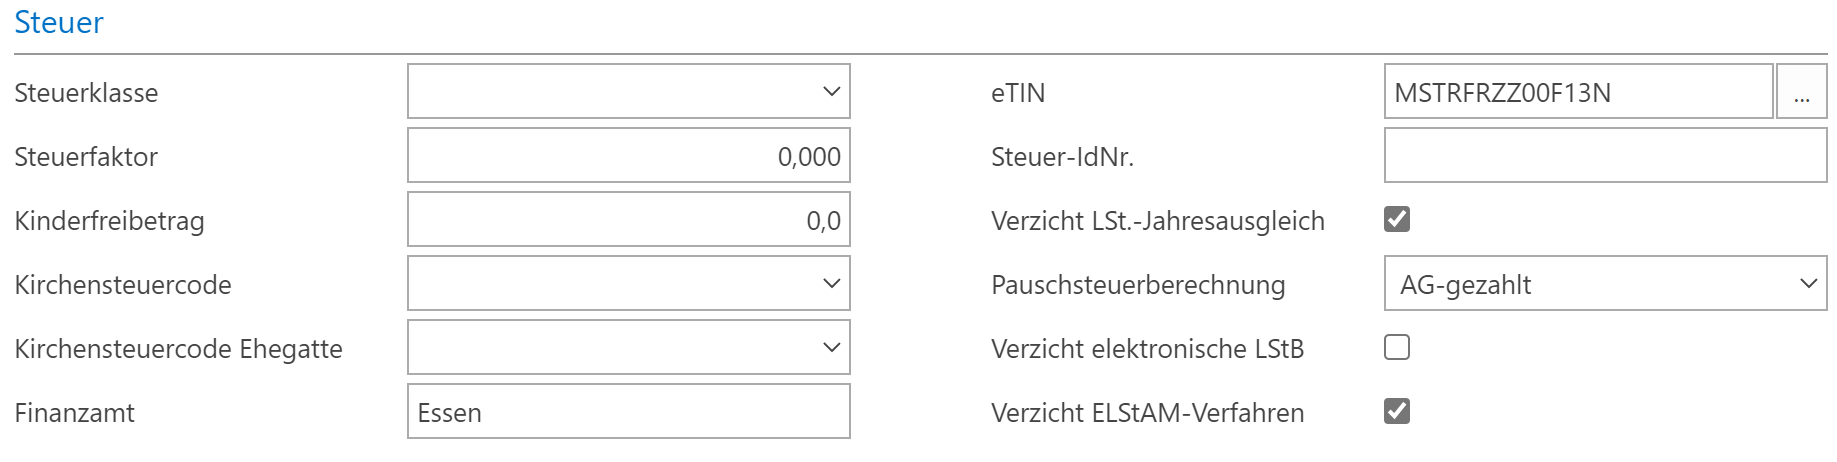 Steuer
Steuerklasse
Steuerfaktor 0,000
Kinderfreibetrag 0,0
Kirchensteuercode
Kirchensteuercode Ehegatte
Finanzamt Essen
eTIN MSTRFRZZ00F13N ...
Steuer-IdNr.
Verzicht LSt.-Jahresausgleich
Pauschsteuerberechnung AG-gezahlt
Verzicht elektronische LStB
Verzicht ELStAM-Verfahren